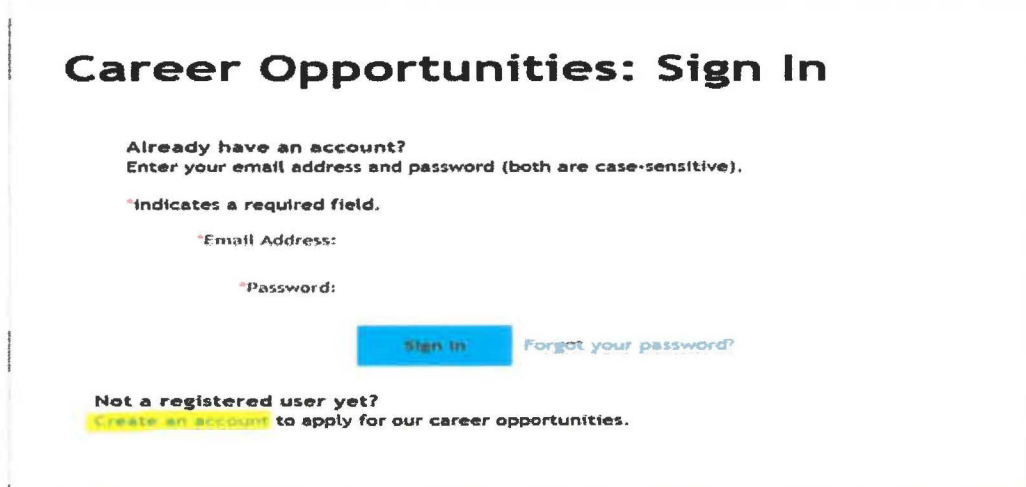 Career Opportunities: Sign In
Already have an account?
Enter your email address and password (both are case-sensitive).
*Indicates a required field.
*Email Address:
*Password:
Sign In Forgot your password?
Not a registered user yet?
Create an account to apply for our career opportunities.